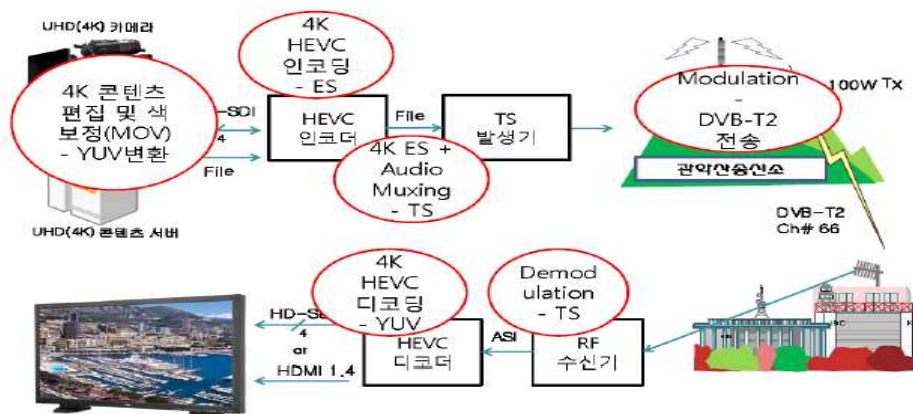 UHD(4K) 카메라
4K 콘텐츠
편집 및 색
보정(MOV)
- YUV변환
-SDI
4
File
UHD(4K) 콘텐츠 서버
4K
HEVC
인코딩
- ES
HEVC
인코더
File
4K ES +
Audio
Muxing
- TS
TS
발생기
Modulation
-
DVB-T2
전송
100W TX
관악산송신소
DVB-T2
Ch# 66
4K
HEVC
디코딩
- YUV
HD-S
4
or
HDMI 1.4
HEVC
디코더
ASI
Demod
ulation
- TS
RF
수신기